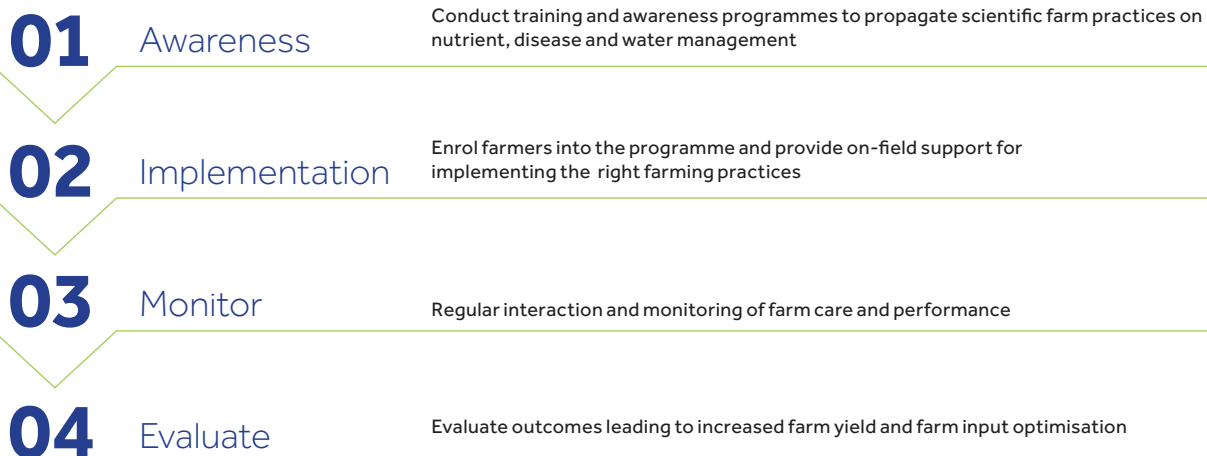 01
Awareness
Conduct training and awareness programmes to propagate scientific farm practices on
nutrient, disease and water management
02
Implementation
Enrol farmers into the programme and provide on-field support for
implementing the right farming practices
03
Monitor
Regular interaction and monitoring of farm care and performance
04
Evaluate
Evaluate outcomes leading to increased farm yield and farm input optimisation